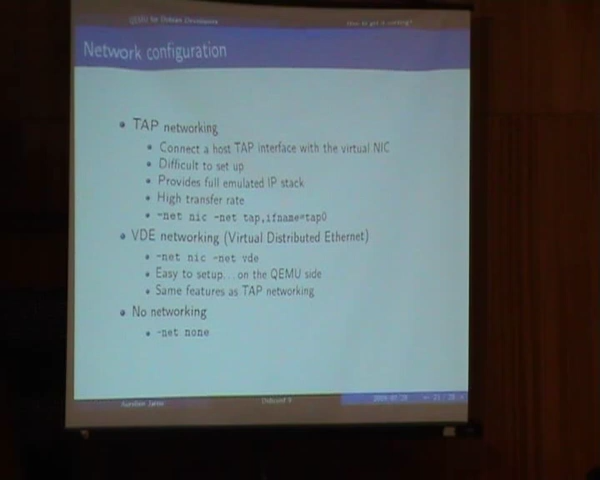 QEMU for Debian Developers
How to get it running?
Network configuration
• TAP networking
• Connect a host TAP interface with the virtual NIC
• Difficult to set up
• Provides full emulated IP stack
• High transfer rate
• -net nic -net tap,ifname=tap0
• VDE networking (Virtual Distributed Ethernet)
• -net nic -net vde
• Easy to setup...on the QEMU side
• Same features as TAP networking
• No networking
• -net none